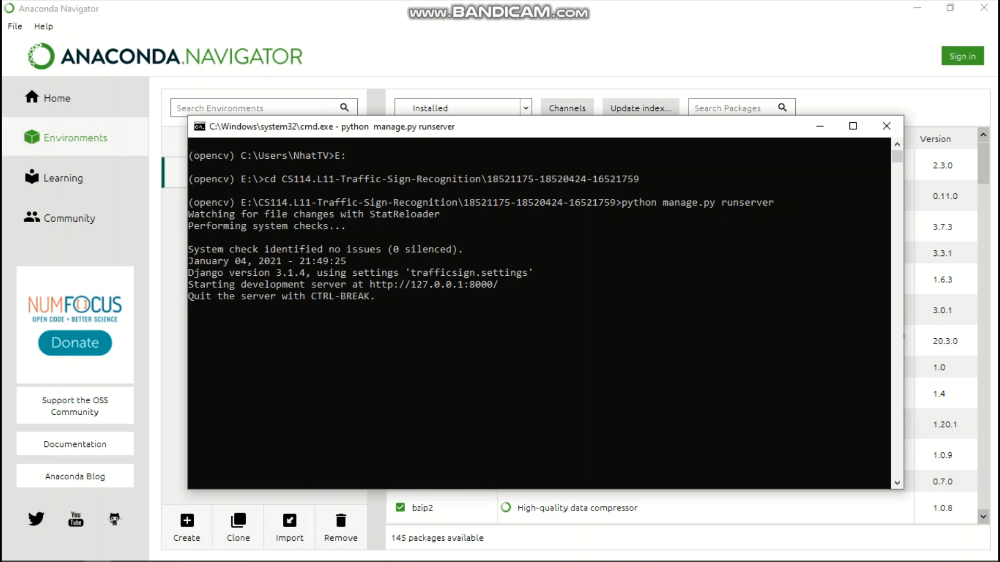 Anaconda Navigator
www.BANDICAM.com
File Help
ANACONDA.NAVIGATOR
Sign in
Home
Environments
Learning
Community
NUMFOCUS
OPEN CODE = BETTER SCIENCE
Donate
Support the OSS
Community
Documentation
Anaconda Blog
You
Tube
Search Environments
Installed
Channels
Update index...
Search Packages
C:\Windows\system32\cmd.exe - python  manage.py runserver
(opencv) C:\Users\NhatTV>E:
(opencv) E:\>cd CS114.L11-Traffic-Sign-Recognition\18521175-18520424-16521759
(opencv) E:\CS114.L11-Traffic-Sign-Recognition\18521175-18520424-16521759>python manage.py runserver
Watching for file changes with StatReloader
Performing system checks...
System check identified no issues (0 silenced).
January 04, 2021 - 21:49:25
Django version 3.1.4, using settings 'trafficsign.settings'
Starting development server at http://127.0.0.1:8000/
Quit the server with CTRL-BREAK.
Version
2.3.0
0.11.0
3.7.3
3.3.1
1.6.3
3.0.1
20.3.0
1.0
1.4
1.20.1
1.0.9
0.7.0
bzip2 High-quality data compressor 1.0.8
Create
Clone
Import
Remove
145 packages available